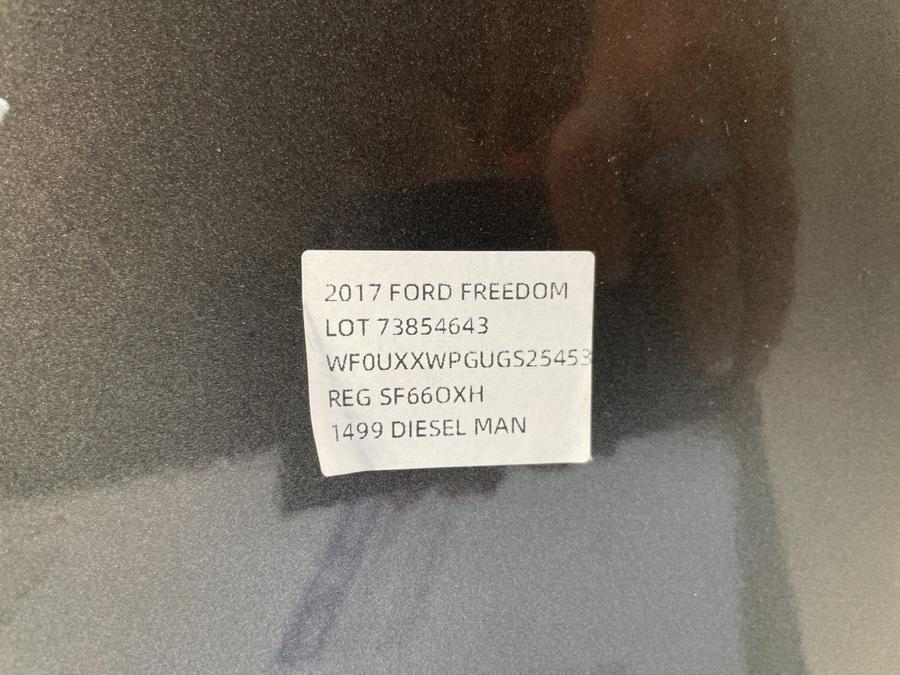 2017 FORD FREEDOM
LOT 73854643
WF0UXXWPGUGS25453
REG SF66OXH
1499 DIESEL MAN